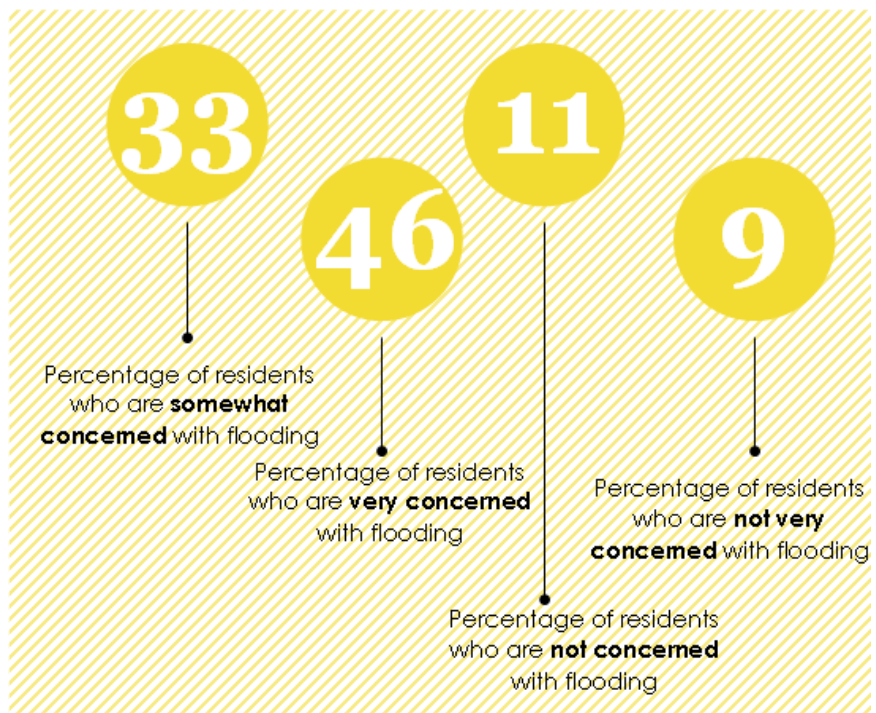 33
Percentage of residents
who are somewhat
concerned with flooding
46
Percentage of residents
who are very concerned
with flooding
11
Percentage of residents
who are not concerned
with flooding
9
Percentage of residents
who are not very
concerned with flooding